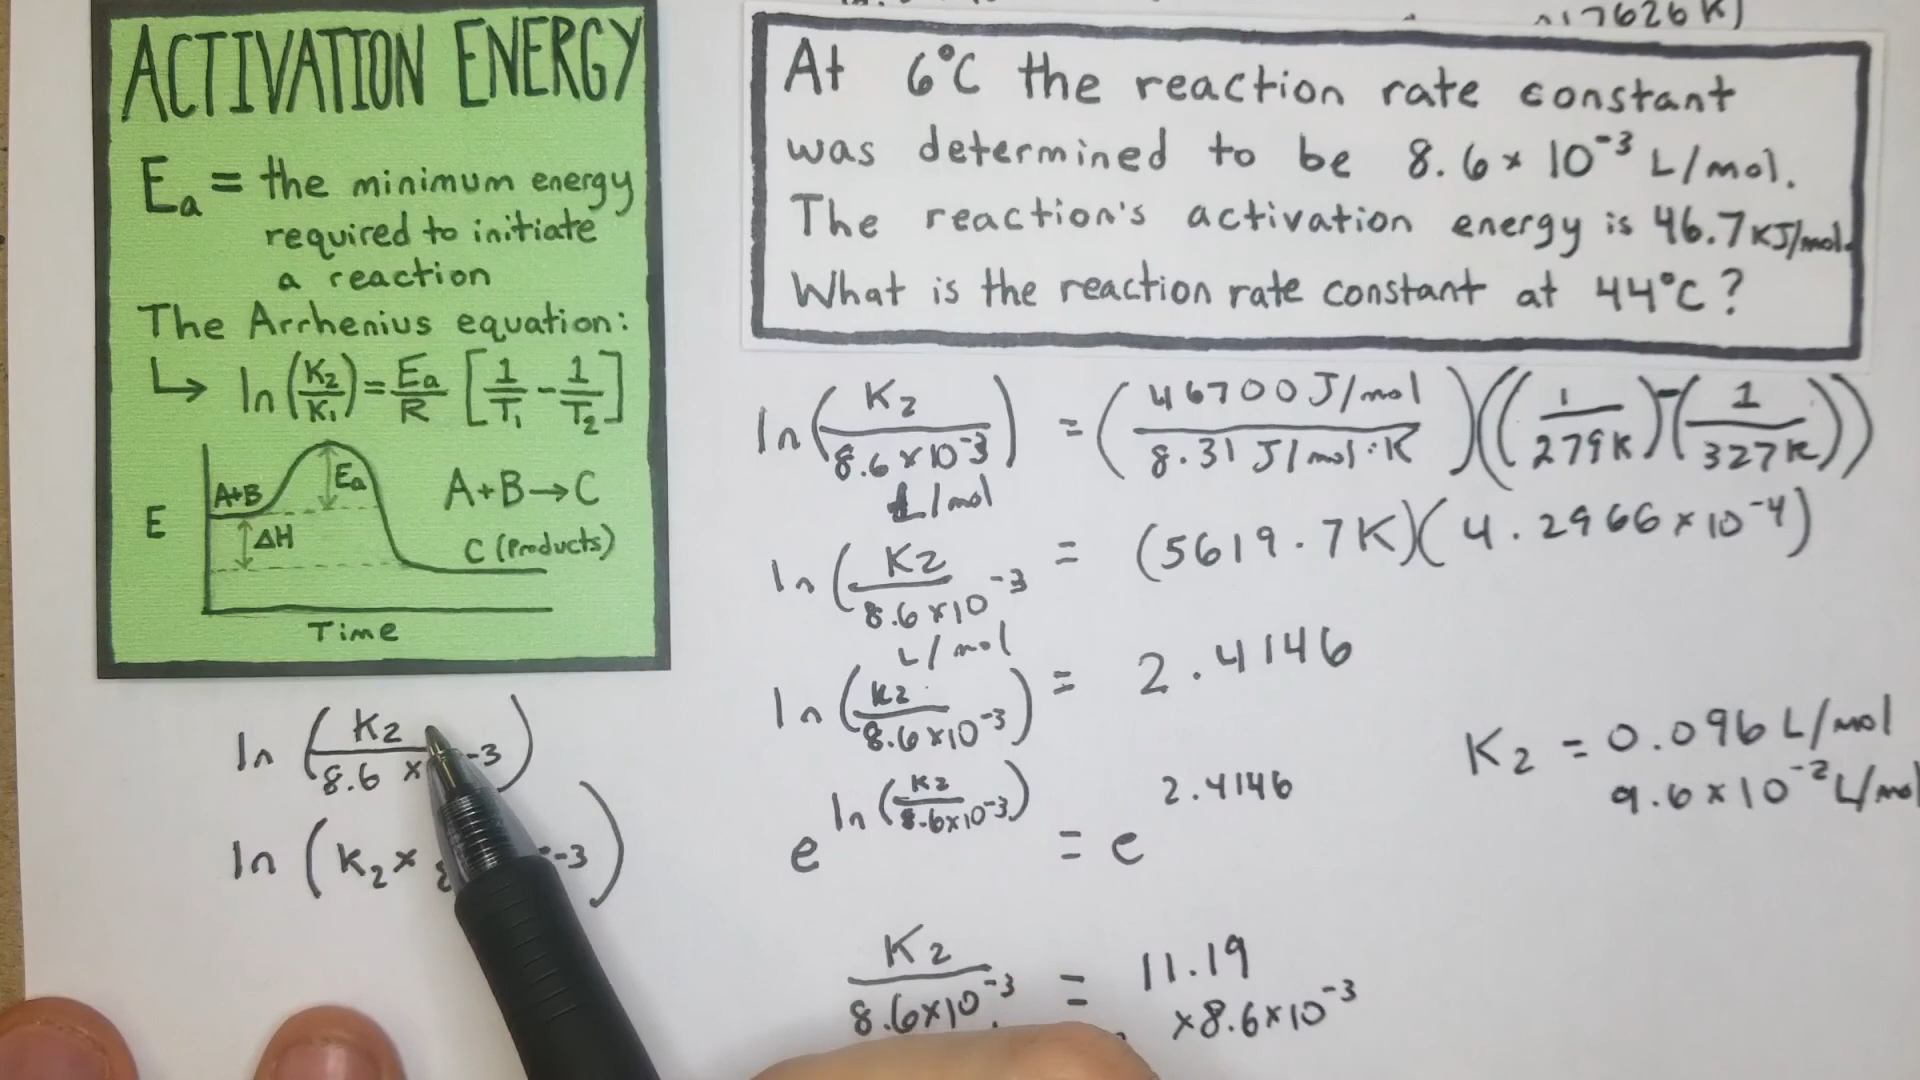 ACTIVATION ENERGY
Ea = the minimum energy
required to initiate
a reaction
The Arrhenius equation:
↳ ln(K2/K1) = Ea/R [1/T1 - 1/T2]
E
A+B
Ea
ΔH
A+B→C
C (Products)
Time
17626K)
At 6°C the reaction rate constant
was determined to be 8.6 x 10^-3 L/mol.
The reaction's activation energy is 46.7 KJ/mol.
What is the reaction rate constant at 44°C?
ln(K2 / 8.6 x 10^-3 L/mol) = (46700 J/mol / 8.31 J/mol·K)((1/279K) - (1/327K))
ln(K2 / 8.6 x 10^-3 L/mol = (5619.7K)(4.2966 x 10^-4)
ln(K2 / 8.6 x 10^-3) = 2.4146
e^ln(K2 / 8.6x10^-3) = e^2.4146
K2 / 8.6x10^-3 = 11.19
x 8.6 x 10^-3
K2 = 0.096 L/mol
9.6 x 10^-2 L/mol
ln(K2 / 8.6 x -3)
ln(K2 x -3)